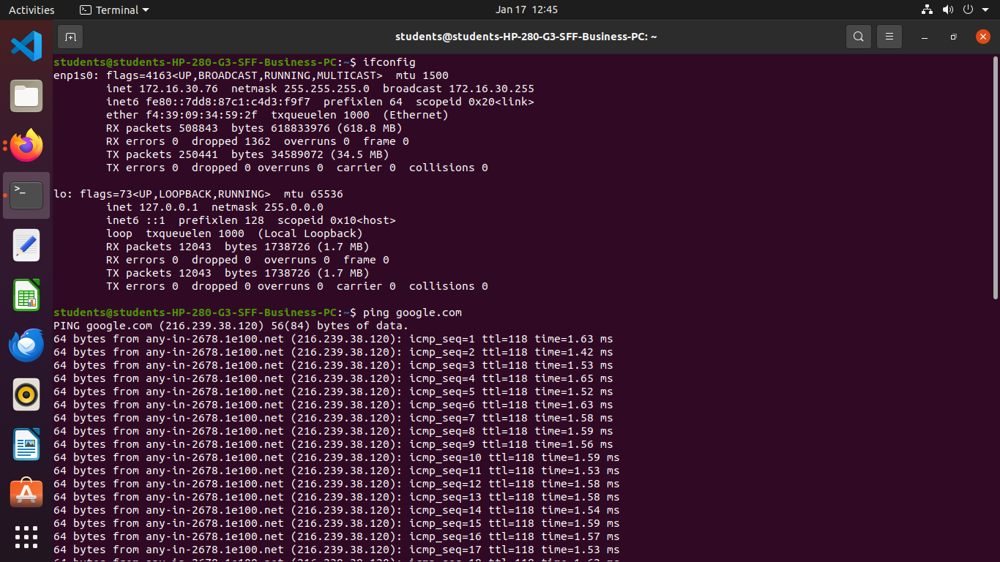 Activities
Terminal
Jan 17 12:45
students@students-HP-280-G3-SFF-Business-PC: ~
students@students-HP-280-G3-SFF-Business-PC:~$ ifconfig
enp1s0: flags=4163<UP,BROADCAST,RUNNING,MULTICAST>  mtu 1500
        inet 172.16.30.76  netmask 255.255.255.0  broadcast 172.16.30.255
        inet6 fe80::7dd8:87c1:c4d3:f9f7  prefixlen 64  scopeid 0x20<link>
        ether f4:39:09:34:59:2f  txqueuelen 1000  (Ethernet)
        RX packets 508843  bytes 618833976 (618.8 MB)
        RX errors 0  dropped 1362  overruns 0  frame 0
        TX packets 250441  bytes 34589072 (34.5 MB)
        TX errors 0  dropped 0 overruns 0  carrier 0  collisions 0
lo: flags=73<UP,LOOPBACK,RUNNING>  mtu 65536
        inet 127.0.0.1  netmask 255.0.0.0
        inet6 ::1  prefixlen 128  scopeid 0x10<host>
        loop  txqueuelen 1000  (Local Loopback)
        RX packets 12043  bytes 1738726 (1.7 MB)
        RX errors 0  dropped 0  overruns 0  frame 0
        TX packets 12043  bytes 1738726 (1.7 MB)
        TX errors 0  dropped 0 overruns 0  carrier 0  collisions 0
students@students-HP-280-G3-SFF-Business-PC:~$ ping google.com
PING google.com (216.239.38.120) 56(84) bytes of data.
64 bytes from any-in-2678.1e100.net (216.239.38.120): icmp_seq=1 ttl=118 time=1.63 ms
64 bytes from any-in-2678.1e100.net (216.239.38.120): icmp_seq=2 ttl=118 time=1.42 ms
64 bytes from any-in-2678.1e100.net (216.239.38.120): icmp_seq=3 ttl=118 time=1.53 ms
64 bytes from any-in-2678.1e100.net (216.239.38.120): icmp_seq=4 ttl=118 time=1.65 ms
64 bytes from any-in-2678.1e100.net (216.239.38.120): icmp_seq=5 ttl=118 time=1.52 ms
64 bytes from any-in-2678.1e100.net (216.239.38.120): icmp_seq=6 ttl=118 time=1.63 ms
64 bytes from any-in-2678.1e100.net (216.239.38.120): icmp_seq=7 ttl=118 time=1.58 ms
64 bytes from any-in-2678.1e100.net (216.239.38.120): icmp_seq=8 ttl=118 time=1.59 ms
64 bytes from any-in-2678.1e100.net (216.239.38.120): icmp_seq=9 ttl=118 time=1.56 ms
64 bytes from any-in-2678.1e100.net (216.239.38.120): icmp_seq=10 ttl=118 time=1.59 ms
64 bytes from any-in-2678.1e100.net (216.239.38.120): icmp_seq=11 ttl=118 time=1.53 ms
64 bytes from any-in-2678.1e100.net (216.239.38.120): icmp_seq=12 ttl=118 time=1.58 ms
64 bytes from any-in-2678.1e100.net (216.239.38.120): icmp_seq=13 ttl=118 time=1.58 ms
64 bytes from any-in-2678.1e100.net (216.239.38.120): icmp_seq=14 ttl=118 time=1.54 ms
64 bytes from any-in-2678.1e100.net (216.239.38.120): icmp_seq=15 ttl=118 time=1.59 ms
64 bytes from any-in-2678.1e100.net (216.239.38.120): icmp_seq=16 ttl=118 time=1.57 ms
64 bytes from any-in-2678.1e100.net (216.239.38.120): icmp_seq=17 ttl=118 time=1.53 ms